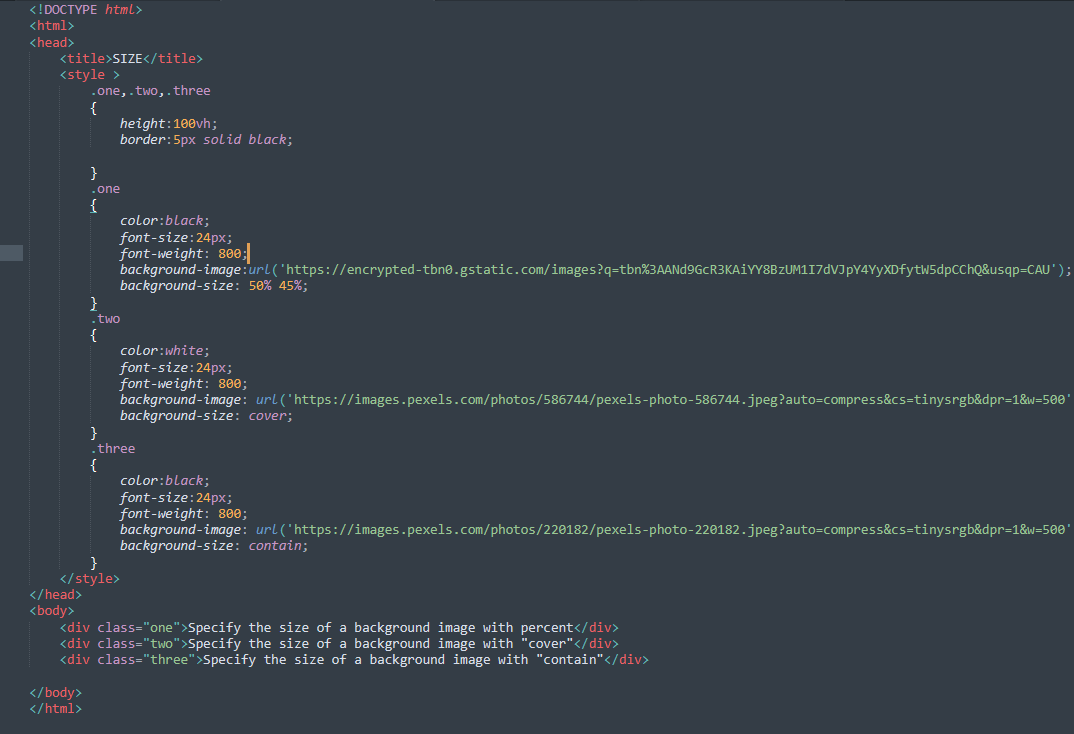 <!DOCTYPE html>
<html>
<head>
    <title>SIZE</title>
    <style >
        .one,.two,.three
        {
            height:100vh;
            border:5px solid black;

        }
        .one
        {
            color:black;
            font-size:24px;
            font-weight: 800;
            background-image:url('https://encrypted-tbn0.gstatic.com/images?q=tbn%3AANd9GcR3KAiYY8BzUM1I7dVJpY4YyXDfytW5dpCChQ&usqp=CAU');
            background-size: 50% 45%;
        }
        .two
        {
            color:white;
            font-size:24px;
            font-weight: 800;
            background-image: url('https://images.pexels.com/photos/586744/pexels-photo-586744.jpeg?auto=compress&cs=tinysrgb&dpr=1&w=500'
            background-size: cover;
        }
        .three
        {
            color:black;
            font-size:24px;
            font-weight: 800;
            background-image: url('https://images.pexels.com/photos/220182/pexels-photo-220182.jpeg?auto=compress&cs=tinysrgb&dpr=1&w=500'
            background-size: contain;
        }
    </style>
</head>
<body>
    <div class="one">Specify the size of a background image with percent</div>
    <div class="two">Specify the size of a background image with "cover"</div>
    <div class="three">Specify the size of a background image with "contain"</div>

</body>
</html>